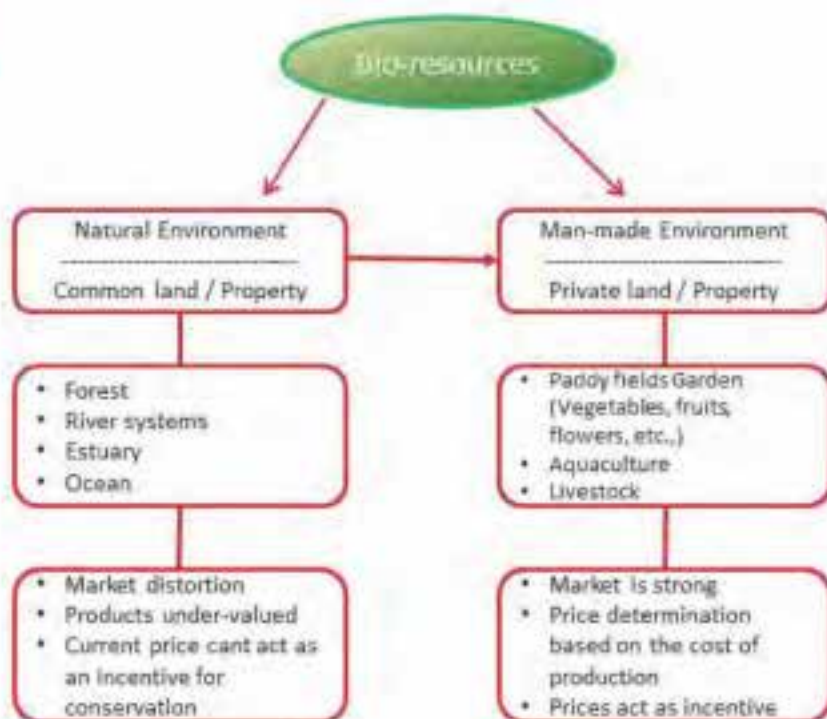 Bio-resources
Natural Environment
Common land / Property
Man-made Environment
Private land / Property
• Forest
• River systems
• Estuary
• Ocean
• Paddy fields Garden
(Vegetables, fruits,
flowers, etc.,)
• Aquaculture
• Livestock
• Market distortion
• Products under-valued
• Current price cant act as
an incentive for
conservation
• Market is strong
• Price determination
based on the cost of
production
• Prices act as incentive